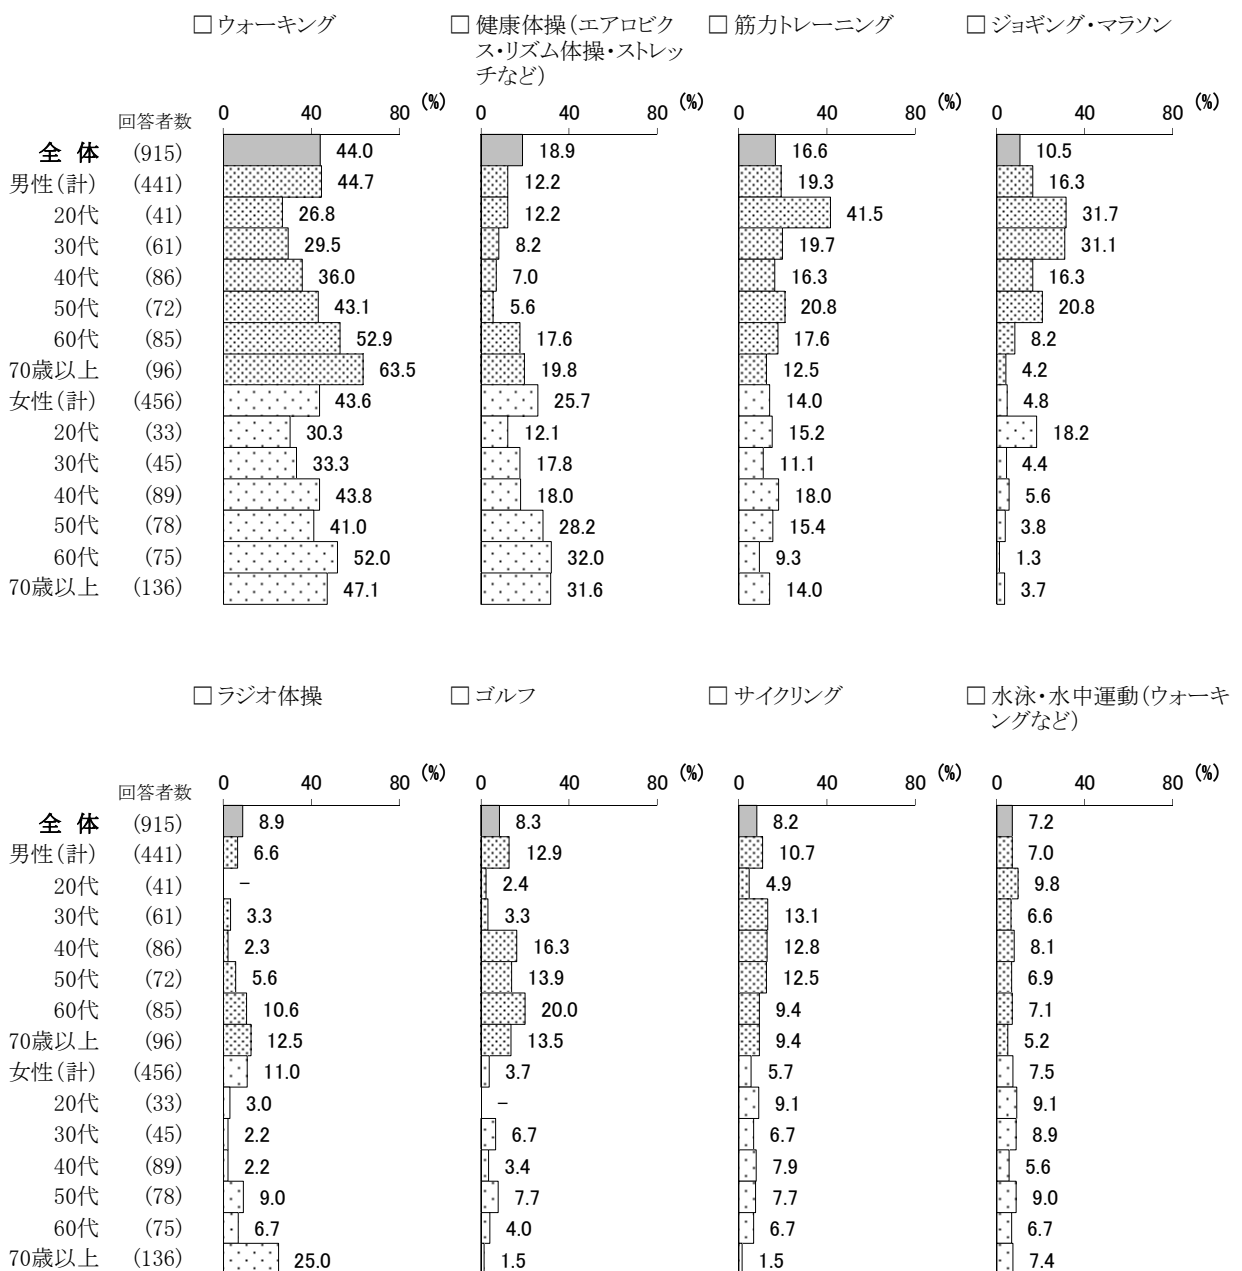 □ウォーキング □健康体操(エアロビク □筋力トレーニング □ジョギング・マラソン
ス・リズム体操・ストレッ
チなど)
0 40 80 (%) 0 40 80 (%) 0 40 80 (%) 0 40 80 (%)
回答者数
全 体 (915) 44.0 18.9 16.6 10.5
男性(計) (441) 44.7 12.2 19.3 16.3
20代 (41) 26.8 12.2 41.5 31.7
30代 (61) 29.5 8.2 19.7 31.1
40代 (86) 36.0 7.0 16.3 16.3
50代 (72) 43.1 5.6 20.8 20.8
60代 (85) 52.9 17.6 17.6 8.2
70歳以上 (96) 63.5 19.8 12.5 4.2
女性(計) (456) 43.6 25.7 14.0 4.8
20代 (33) 30.3 12.1 15.2 18.2
30代 (45) 33.3 17.8 11.1 4.4
40代 (89) 43.8 18.0 18.0 5.6
50代 (78) 41.0 28.2 15.4 3.8
60代 (75) 52.0 32.0 9.3 1.3
70歳以上 (136) 47.1 31.6 14.0 3.7
□ラジオ体操 □ゴルフ □サイクリング □水泳・水中運動(ウォーキ
ングなど)
0 40 80 (%) 0 40 80 (%) 0 40 80 (%) 0 40 80
回答者数
全 体 (915) 8.9 8.3 8.2 7.2
男性(計) (441) 6.6 12.9 10.7 7.0
20代 (41) － 2.4 4.9 9.8
30代 (61) 3.3 3.3 13.1 6.6
40代 (86) 2.3 16.3 12.8 8.1
50代 (72) 5.6 13.9 12.5 6.9
60代 (85) 10.6 20.0 9.4 7.1
70歳以上 (96) 12.5 13.5 9.4 5.2
女性(計) (456) 11.0 3.7 5.7 7.5
20代 (33) 3.0 － 9.1 9.1
30代 (45) 2.2 6.7 6.7 8.9
40代 (89) 2.2 3.4 7.9 5.6
50代 (78) 9.0 7.7 7.7 9.0
60代 (75) 6.7 4.0 6.7 6.7
70歳以上 (136) 25.0 1.5 1.5 7.4